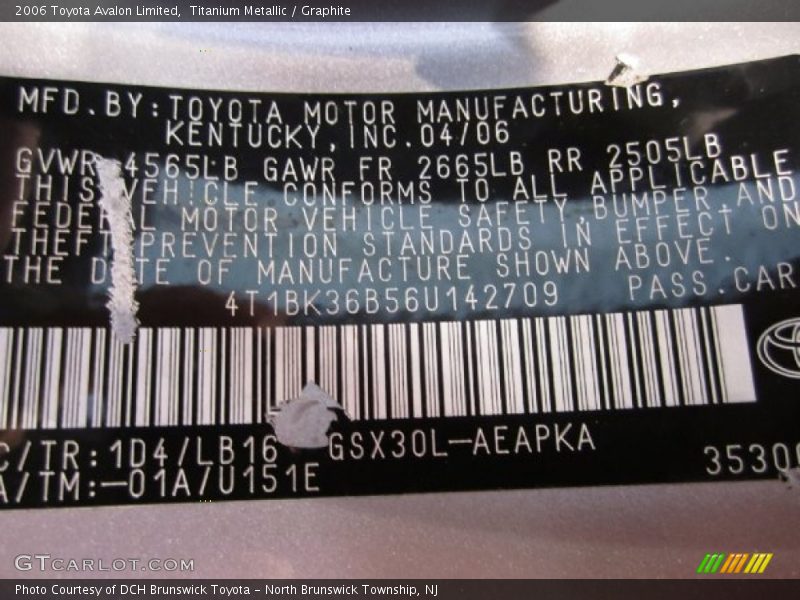 2006 Toyota Avalon Limited, Titanium Metallic / Graphite
MFD.BY:TOYOTA MOTOR MANUFACTURING,
KENTUCKY,INC.04/06
GVWR 4565LB GAWR FR 2665LB RR 2505LB
THIS VEHICLE CONFORMS TO ALL APPLICABLE
FEDERAL MOTOR VEHICLE SAFETY,BUMPER,AND
THEFT PREVENTION STANDARDS IN EFFECT ON
THE DATE OF MANUFACTURE SHOWN ABOVE.
4T1BK36B56U142709 PASS.CAR
C/TR:1D4/LB16 GSX30L-AEAPKA
A/TM:-01A/U151E 35300
GTCARLOT.COM
Photo Courtesy of DCH Brunswick Toyota - North Brunswick Township, NJ